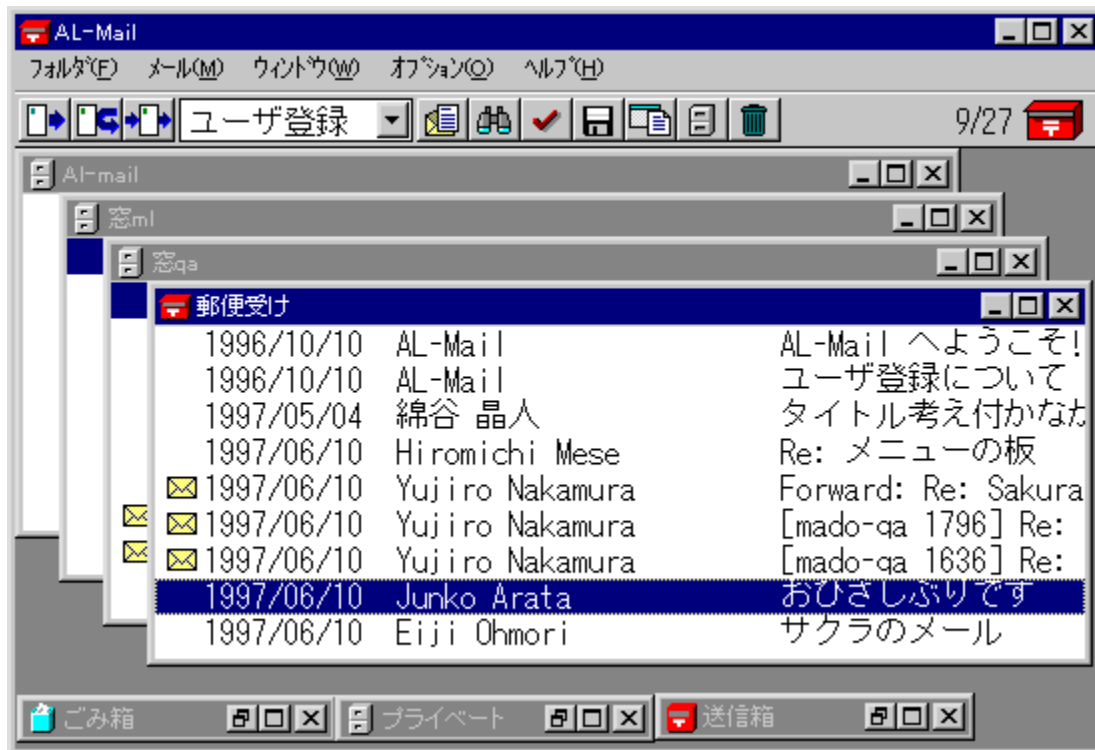 AL-Mail
フォルダ(F) メール(M) ウィンドウ(W) オプション(O) ヘルプ(H)
ユーザ登録 9/27
Al-mail
窓ml
窓qa
郵便受け
1996/10/10 AL-Mail AL-Mail へようこそ!
1996/10/10 AL-Mail ユーザ登録について
1997/05/04 綿谷 晶人 タイトル考え付かなか
1997/06/10 Hiromichi Mese Re: メニューの板
1997/06/10 Yujiro Nakamura Forward: Re: Sakura
1997/06/10 Yujiro Nakamura [mado-qa 1796] Re:
1997/06/10 Yujiro Nakamura [mado-qa 1636] Re:
1997/06/10 Junko Arata おひさしぶりです
1997/06/10 Eiji Ohmori サクラのメール
ごみ箱 プライベート 送信箱